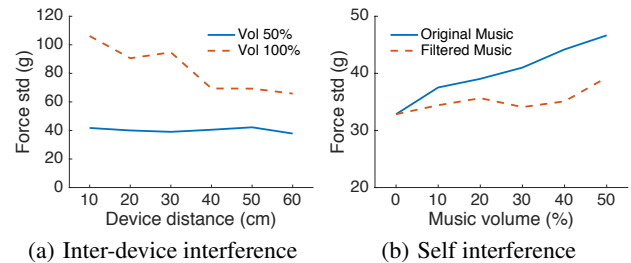 120
100
80
60
40
20
0
Force std (g)
Vol 50%
Vol 100%
10 20 30 40 50 60
Device distance (cm)
(a) Inter-device interference
50
40
30
20
Force std (g)
Original Music
Filtered Music
0 10 20 30 40 50
Music volume (%)
(b) Self interference